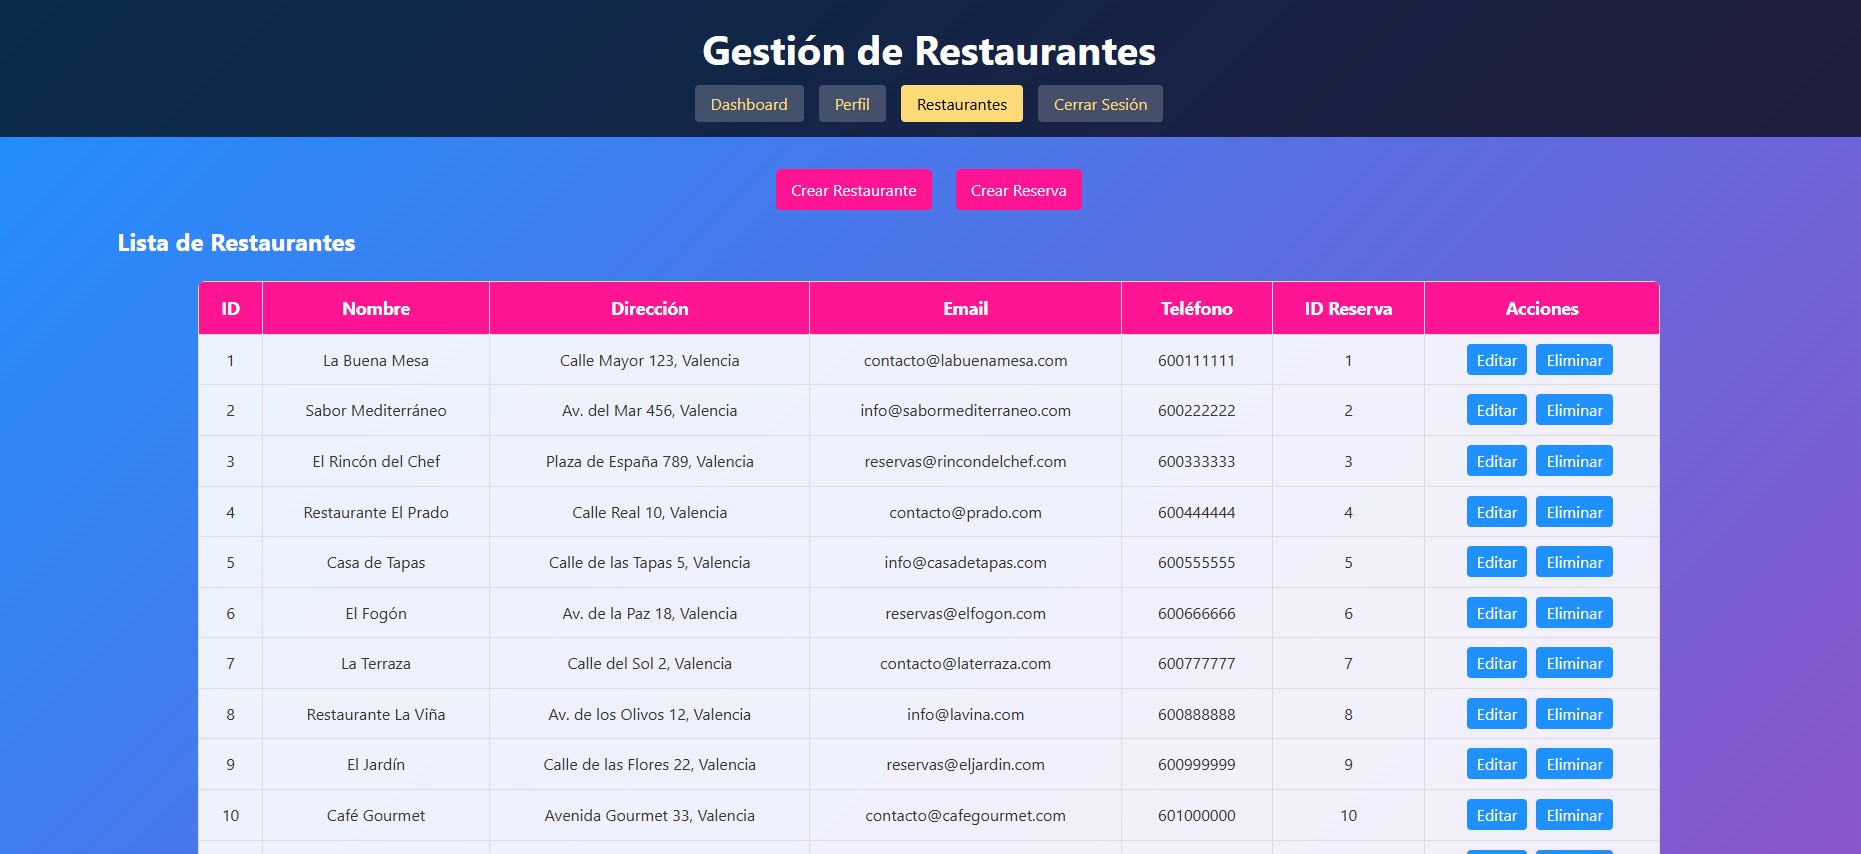 Gestión de Restaurantes
Dashboard Perfil Restaurantes Cerrar Sesión
Crear Restaurante Crear Reserva
Lista de Restaurantes
ID Nombre Dirección Email Teléfono ID Reserva Acciones
1 La Buena Mesa Calle Mayor 123, Valencia contacto@labuenamesa.com 600111111 1 Editar Eliminar
2 Sabor Mediterráneo Av. del Mar 456, Valencia info@sabormediterraneo.com 600222222 2 Editar Eliminar
3 El Rincón del Chef Plaza de España 789, Valencia reservas@rincondelchef.com 600333333 3 Editar Eliminar
4 Restaurante El Prado Calle Real 10, Valencia contacto@prado.com 600444444 4 Editar Eliminar
5 Casa de Tapas Calle de las Tapas 5, Valencia info@casadetapas.com 600555555 5 Editar Eliminar
6 El Fogón Av. de la Paz 18, Valencia reservas@elfogon.com 600666666 6 Editar Eliminar
7 La Terraza Calle del Sol 2, Valencia contacto@laterraza.com 600777777 7 Editar Eliminar
8 Restaurante La Viña Av. de los Olivos 12, Valencia info@lavina.com 600888888 8 Editar Eliminar
9 El Jardín Calle de las Flores 22, Valencia reservas@eljardin.com 600999999 9 Editar Eliminar
10 Café Gourmet Avenida Gourmet 33, Valencia contacto@cafegourmet.com 601000000 10 Editar Eliminar